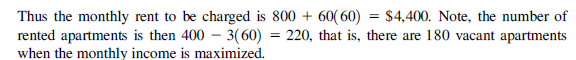 Thus the monthly rent to be charged is 800 + 60(60) = $4,400. Note, the number of
rented apartments is then 400 − 3(60) = 220, that is, there are 180 vacant apartments
when the monthly income is maximized.